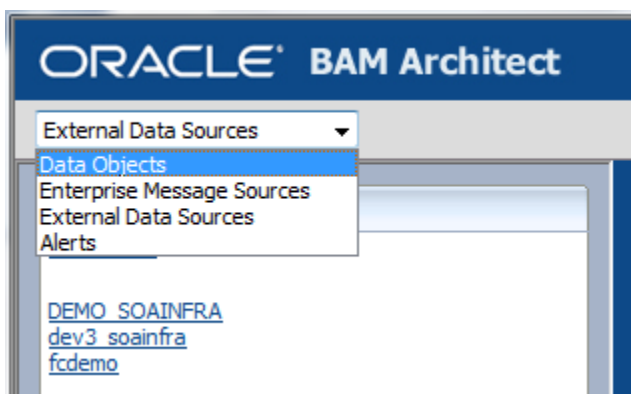 ORACLE BAM Architect
External Data Sources
Data Objects
Enterprise Message Sources
External Data Sources
Alerts
DEMO_SOAINFRA
dev3_soainfra
fcdemo